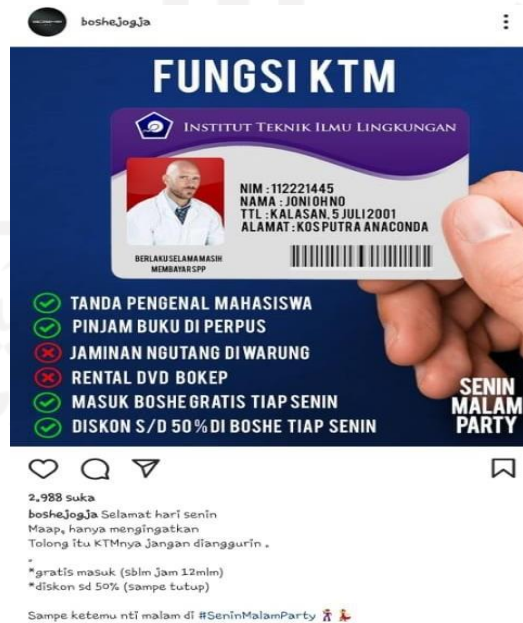 boshejogja
FUNGSI KTM
INSTITUT TEKNIK ILMU LINGKUNGAN
NIM :112221445
NAMA : JONI OH NO
TTL : KALASAN, 5 JULI 2001
ALAMAT : KOS PUTRA ANACONDA
BERLAKU SELAMA MASIH
MEMBAYAR SPP
TANDA PENGENAL MAHASISWA
PINJAM BUKU DI PERPUS
JAMINAN NGUTANG DI WARUNG
RENTAL DVD BOKEP
MASUK BOSHE GRATIS TIAP SENIN
DISKON S/D 50% DI BOSHE TIAP SENIN
SENIN
MALAM
PARTY
2,988 suka
boshejogja Selamat hari senin
Maap, hanya mengingatkan
Tolong itu KTMnya jangan dianggurin .
.
*gratis masuk (sblm jam 12mlm)
*diskon sd 50% (sampe tutup)
Sampe ketemu nti malam di #SeninMalamParty 🕺💃